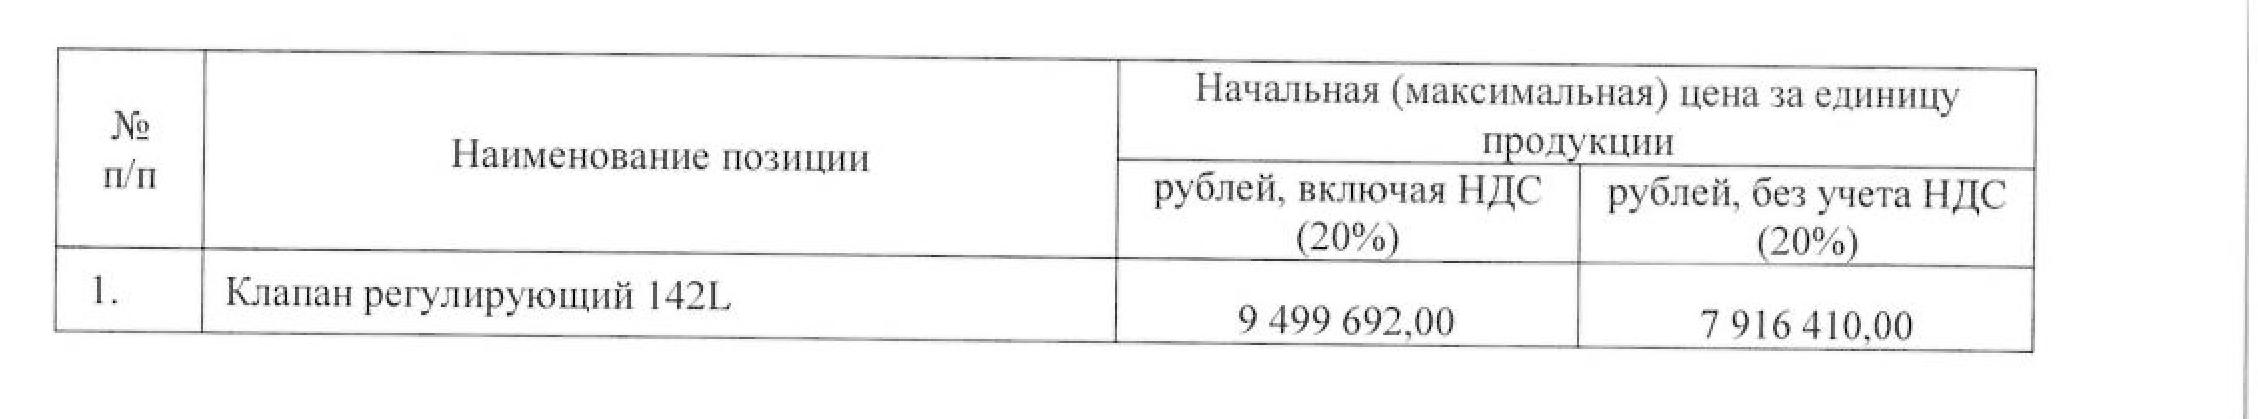 №
п/п
Наименование позиции
Начальная (максимальная) цена за единицу
продукции
рублей, включая НДС
(20%)
рублей, без учета НДС
(20%)
1.
Клапан регулирующий 142L
9 499 692,00
7 916 410,00